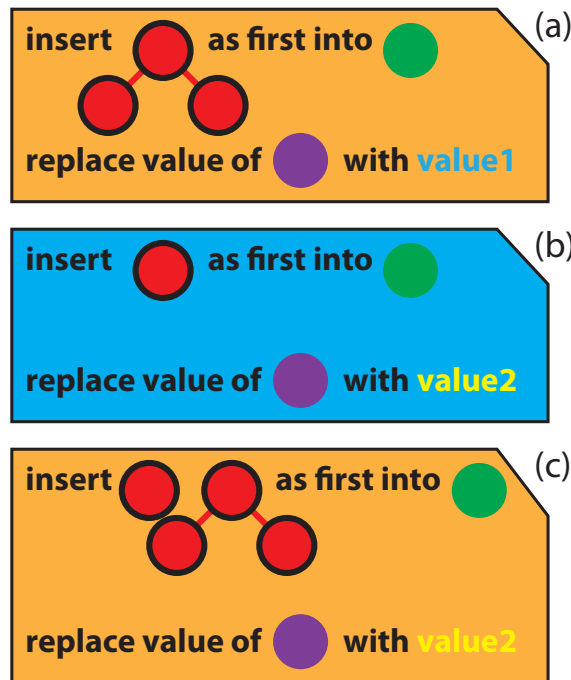 (a)
insert as first into
replace value of with value1
(b)
insert as first into
replace value of with value2
(c)
insert as first into
replace value of with value2